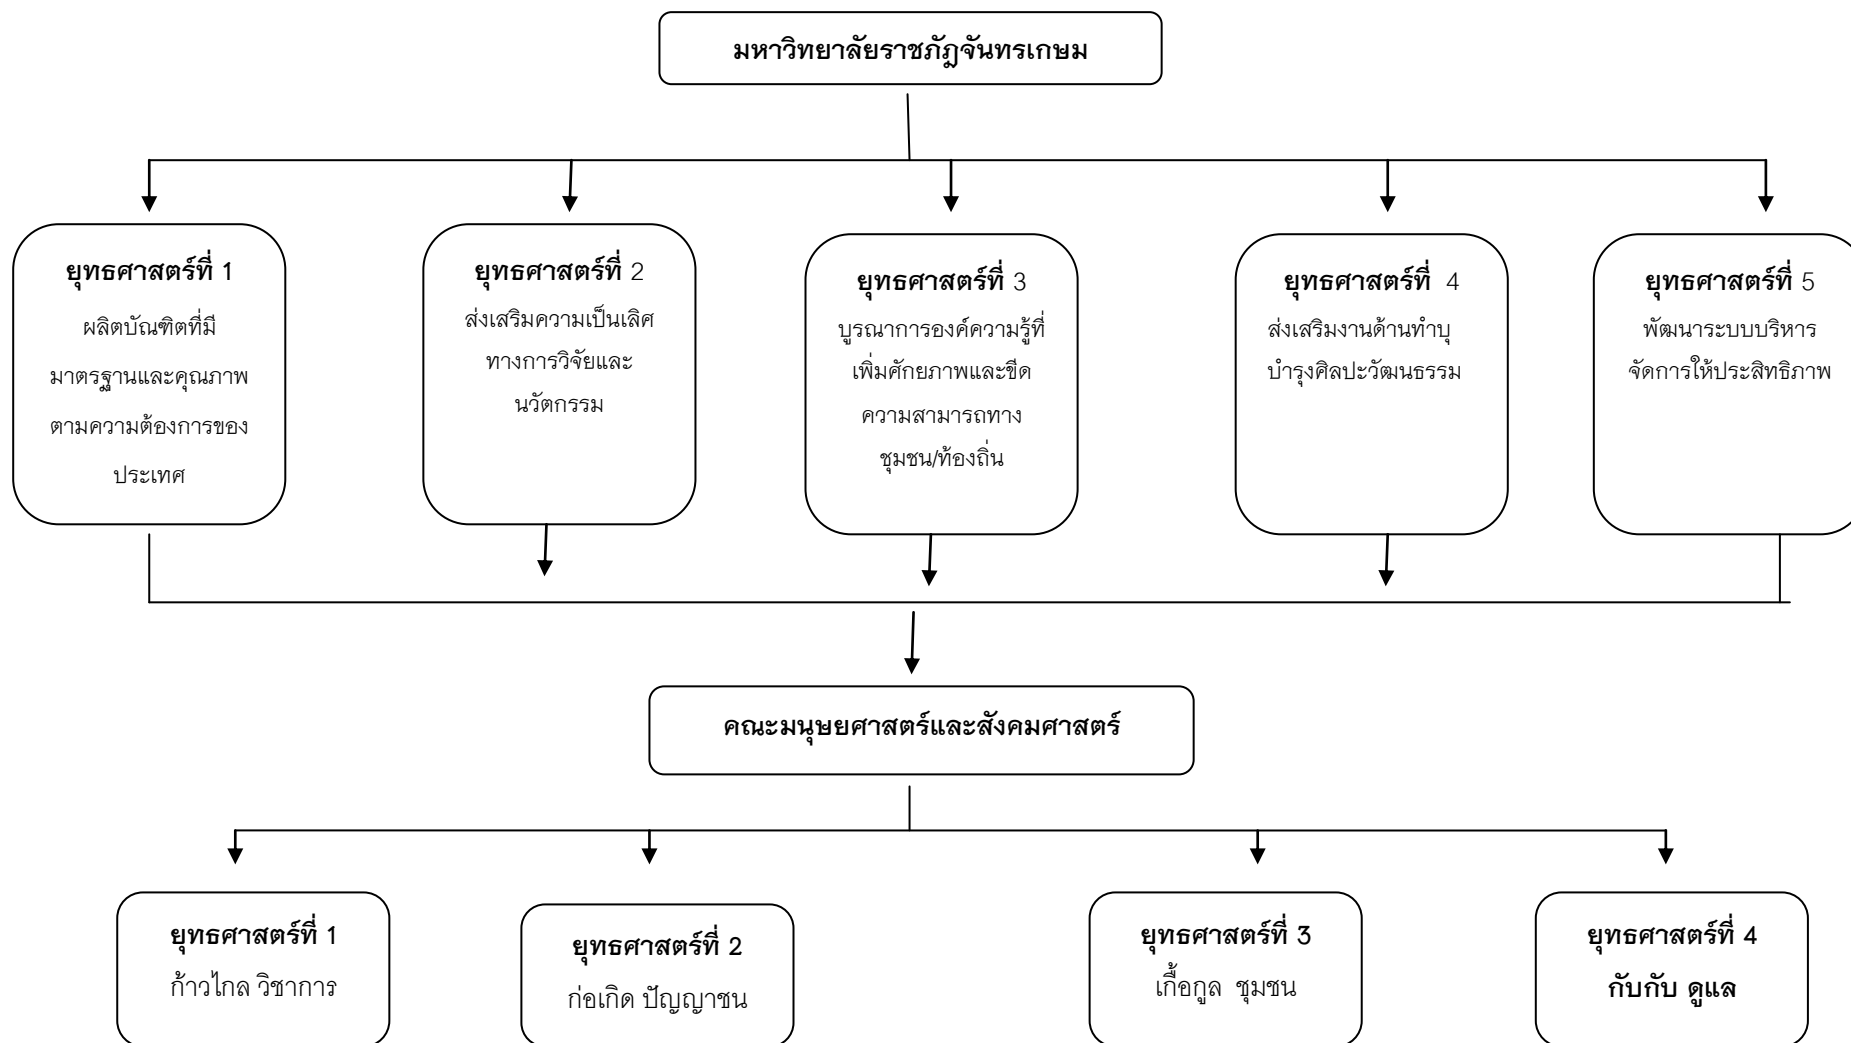 มหาวิทยาลัยราชภัฏจันทรเกษม
ยุทธศาสตร์ที่ 1
ผลิตบัณฑิตที่มี
มาตรฐานและคุณภาพ
ตามความต้องการของ
ประเทศ
ยุทธศาสตร์ที่ 2
ส่งเสริมความเป็นเลิศ
ทางการวิจัยและ
นวัตกรรม
ยุทธศาสตร์ที่ 3
บูรณาการองค์ความรู้ที่
เพิ่มศักยภาพและขีด
ความสามารถทาง
ชุมชน/ท้องถิ่น
ยุทธศาสตร์ที่ 4
ส่งเสริมงานด้านทำบุ
บำรุงศิลปะวัฒนธรรม
ยุทธศาสตร์ที่ 5
พัฒนาระบบบริหาร
จัดการให้ประสิทธิภาพ
คณะมนุษยศาสตร์และสังคมศาสตร์
ยุทธศาสตร์ที่ 1
ก้าวไกล วิชาการ
ยุทธศาสตร์ที่ 2
ก่อเกิด ปัญญาชน
ยุทธศาสตร์ที่ 3
เกื้อกูล ชุมชน
ยุทธศาสตร์ที่ 4
กับกับ ดูแล